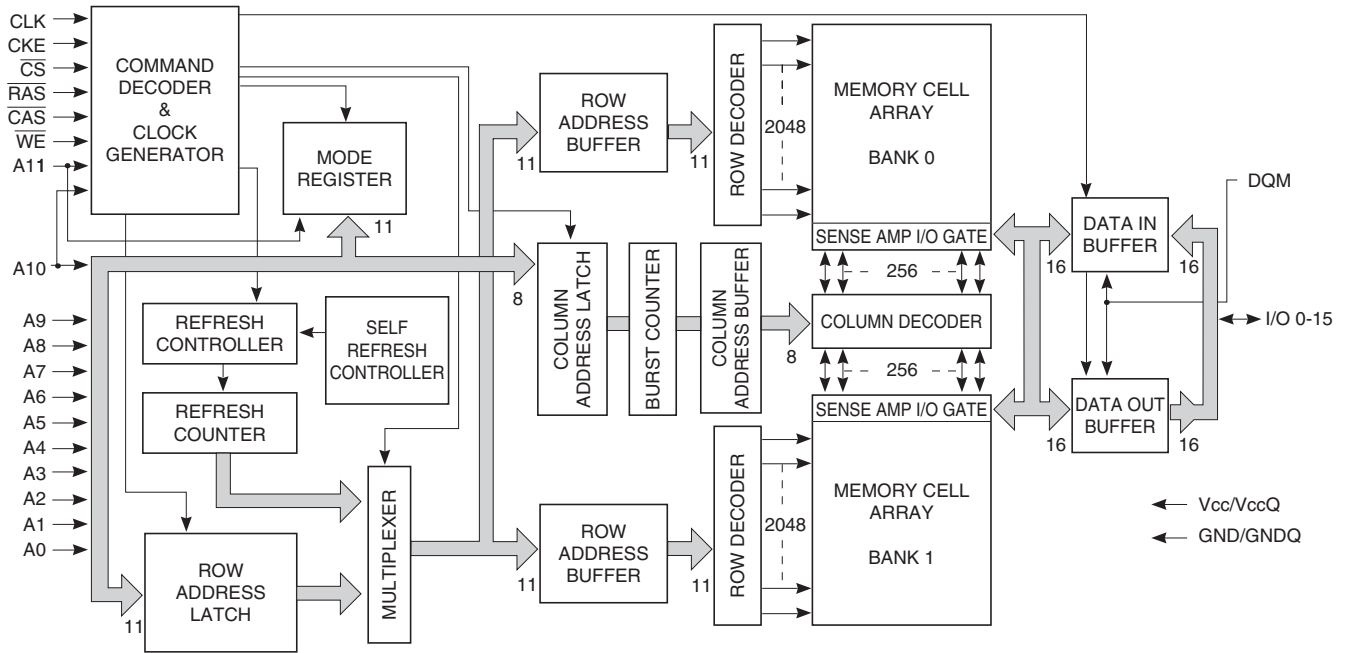 CLK
CKE
CS
RAS
CAS
WE
A11
A10
A9
A8
A7
A6
A5
A4
A3
A2
A1
A0
COMMAND
DECODER
&
CLOCK
GENERATOR
MODE
REGISTER
11
REFRESH
CONTROLLER
SELF
REFRESH
CONTROLLER
REFRESH
COUNTER
ROW
ADDRESS
LATCH
11
MULTIPLEXER
ROW
ADDRESS
BUFFER
11
11
ROW DECODER
2048
MEMORY CELL
ARRAY
BANK 0
SENSE AMP I/O GATE
256
8
COLUMN
ADDRESS LATCH
BURST COUNTER
COLUMN
ADDRESS BUFFER
8
COLUMN DECODER
256
SENSE AMP I/O GATE
MEMORY CELL
ARRAY
BANK 1
ROW
ADDRESS
BUFFER
11
11
ROW DECODER
2048
DQM
DATA IN
BUFFER
16
16
I/O 0-15
DATA OUT
BUFFER
16
16
Vcc/VccQ
GND/GNDQ